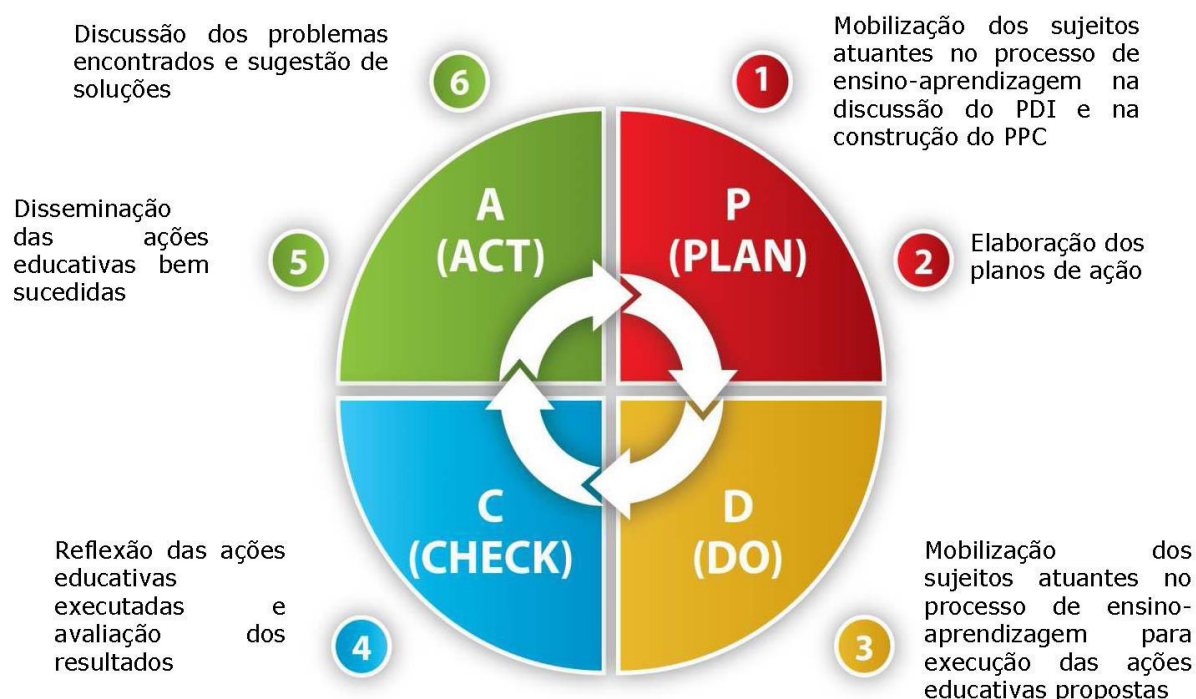 Discussão dos problemas
encontrados e sugestão de
soluções
6
1
Mobilização dos sujeitos
atuantes no processo de
ensino-aprendizagem na
discussão do PDI e na
construção do PPC
Disseminação
das ações
educativas bem
sucedidas
5
A
(ACT)
P
(PLAN)
2
Elaboração dos
planos de ação
C
(CHECK)
D
(DO)
Reflexão das ações
educativas
executadas e
avaliação dos
resultados
4
3
Mobilização dos
sujeitos atuantes no
processo de ensino-
aprendizagem para
execução das ações
educativas propostas